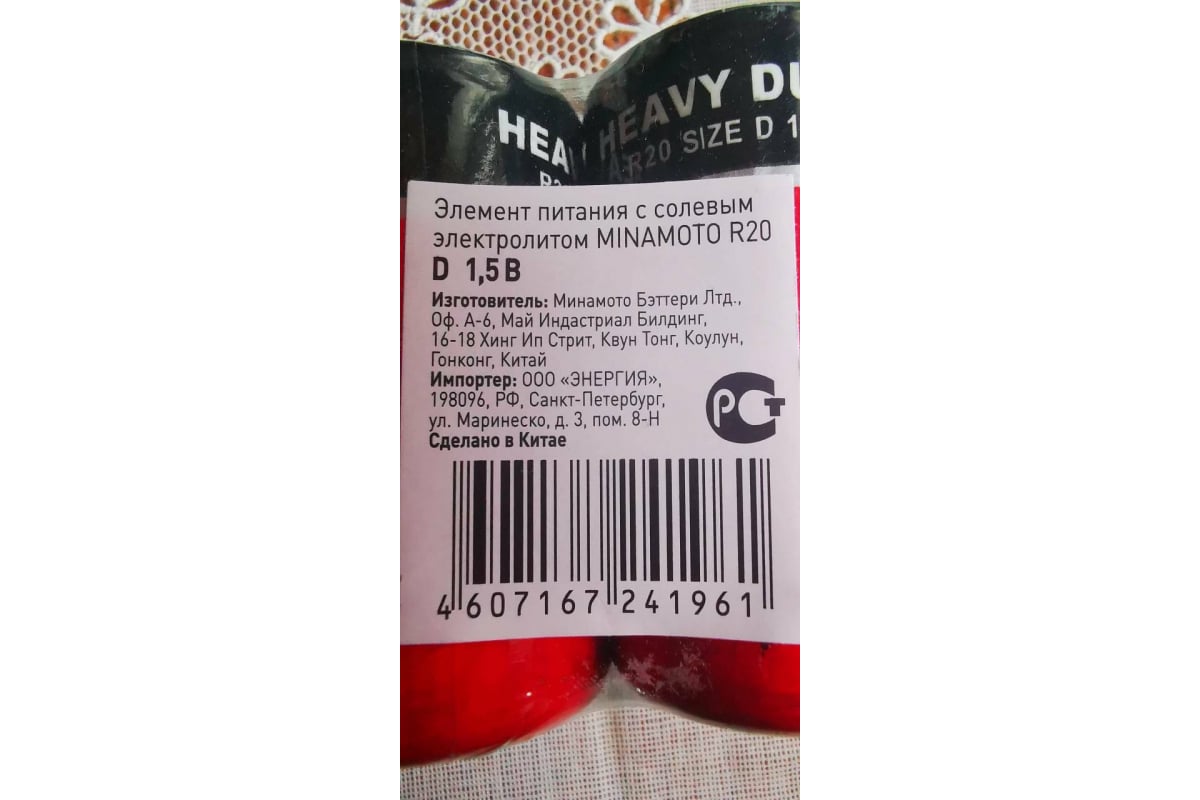 HEA
HEAVY DU
R20 SIZE D 1
Элемент питания с солевым
электролитом MINAMOTO R20
D 1,5 В
Изготовитель: Минамото Бэттери Лтд.,
Оф. А-6, Май Индастриал Билдинг,
16-18 Хинг Ип Стрит, Квун Тонг, Коулун,
Гонконг, Китай
Импортер: ООО «ЭНЕРГИЯ»,
198096, РФ, Санкт-Петербург,
ул. Маринеско, д. 3, пом. 8-Н
Сделано в Китае
РСТ
4 607167 241961